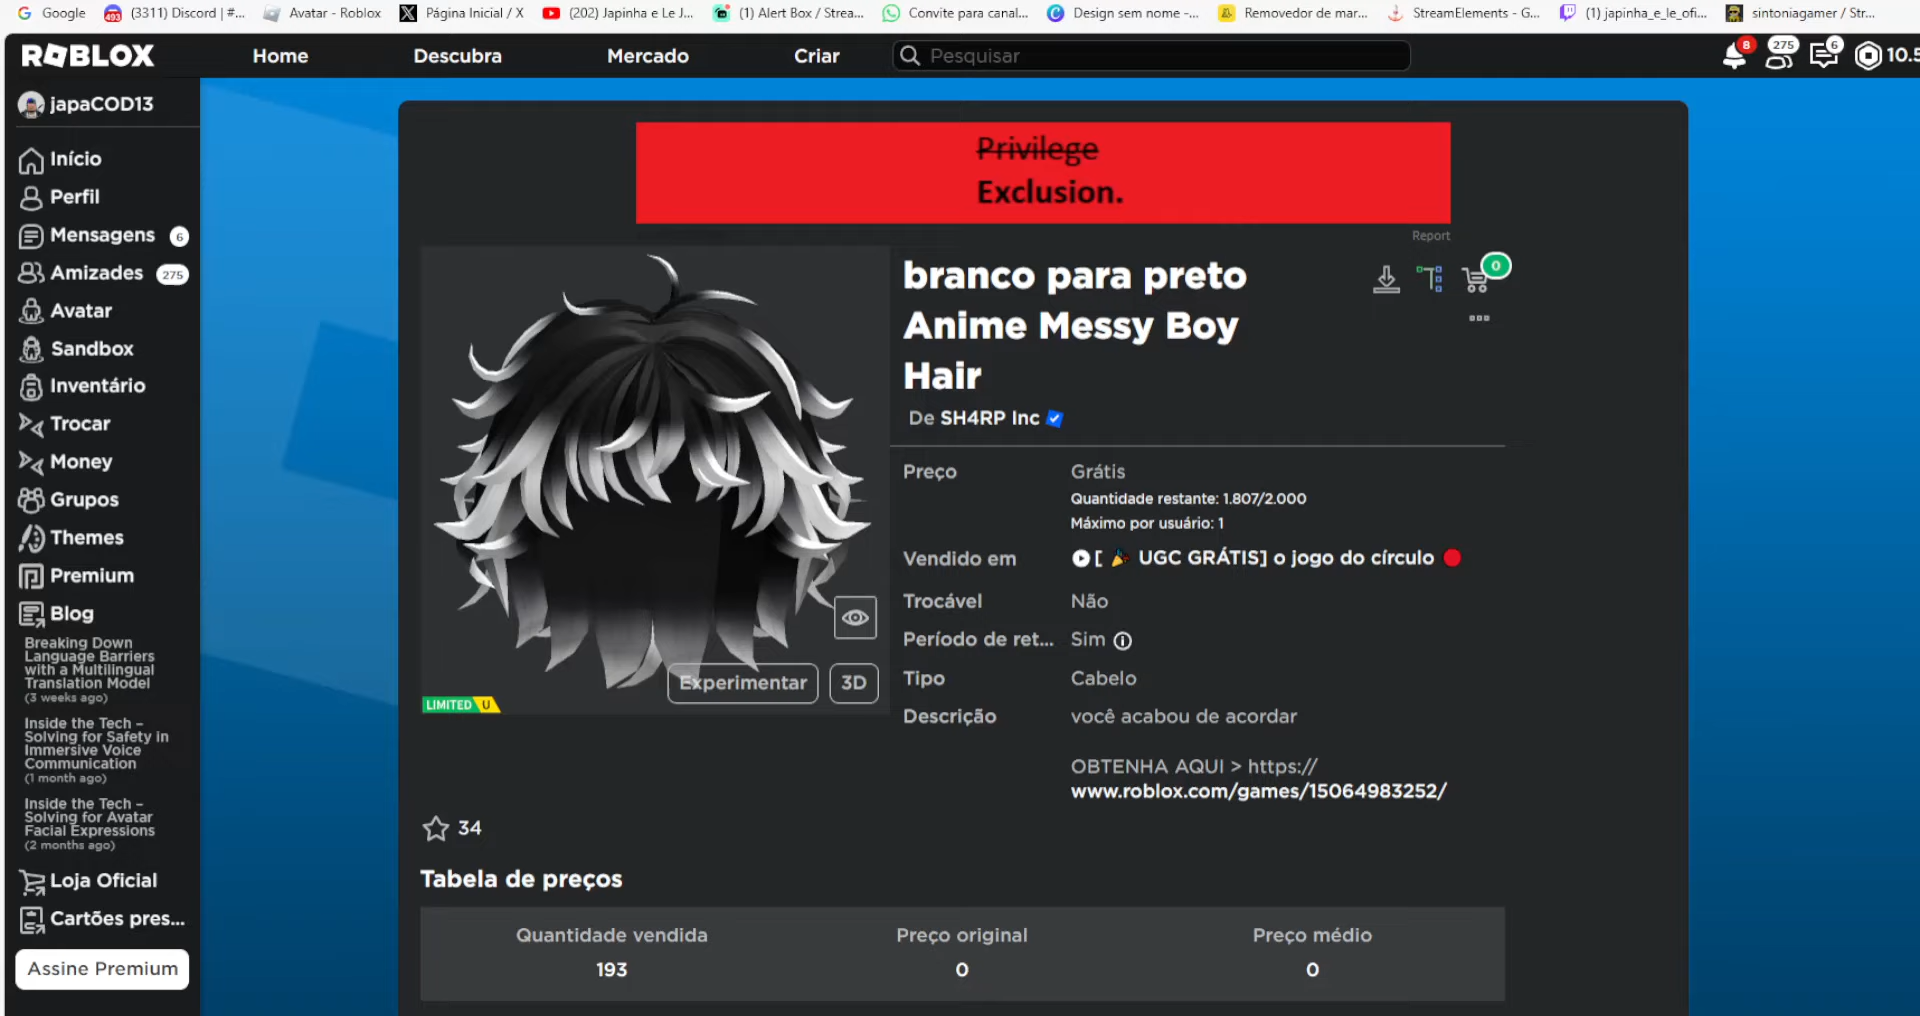 Google
493
(3311) Discord | #...
Avatar - Roblox
Página Inicial / X
(202) Japinha e Le J...
(1) Alert Box / Strea...
Convite para canal...
Design sem nome -...
Removedor de mar...
StreamElements - G...
(1) japinha_e_le_ofi...
sintoniagamer / Str...
ROBLOX
Home
Descubra
Mercado
Criar
Pesquisar
8
275
6
10.5
japaCOD13
Início
Perfil
Mensagens 6
Amizades 275
Avatar
Sandbox
Inventário
Trocar
Money
Grupos
Themes
Premium
Blog
Breaking Down
Language Barriers
with a Multilingual
Translation Model
(3 weeks ago)
Inside the Tech –
Solving for Safety in
Immersive Voice
Communication
(1 month ago)
Inside the Tech –
Solving for Avatar
Facial Expressions
(2 months ago)
Loja Oficial
Cartões pres...
Assine Premium
Privilege
Exclusion.
Report
branco para preto
Anime Messy Boy
Hair
0
De SH4RP Inc
Preço Grátis
Quantidade restante: 1.807/2.000
Máximo por usuário: 1
Vendido em [ UGC GRÁTIS] o jogo do círculo
Trocável Não
Período de ret... Sim
Tipo Cabelo
Descrição você acabou de acordar
OBTENHA AQUI > https://
www.roblox.com/games/15064983252/
Experimentar
3D
LIMITED U
34
Tabela de preços
Quantidade vendida Preço original Preço médio
193 0 0